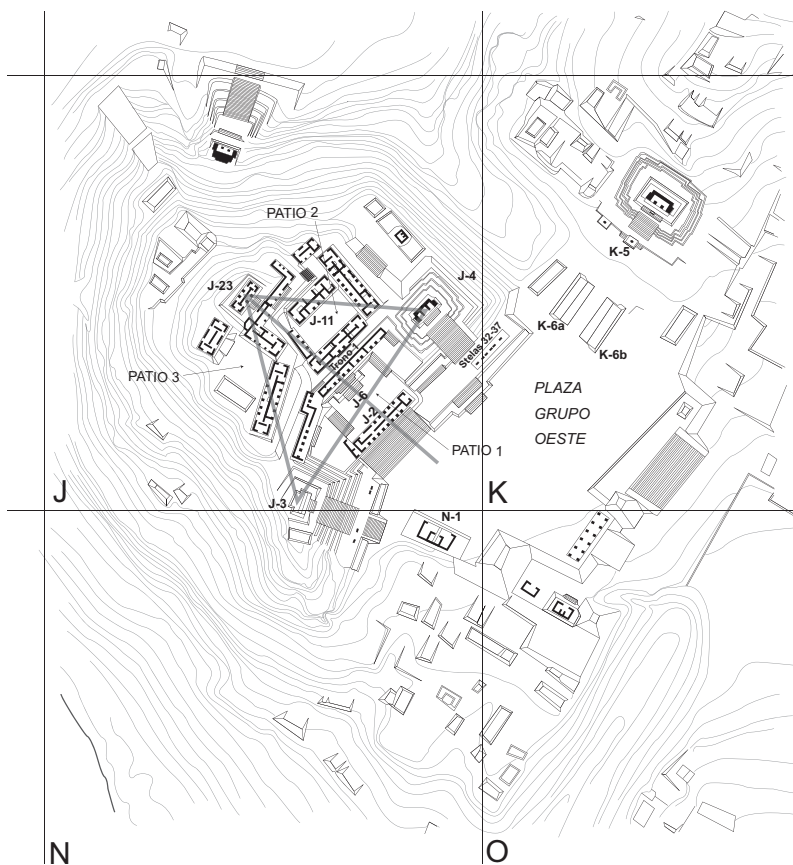 PATIO 2
J-23
J-4
K-5
J-11
Trono 1
Stelas 32-37
K-6a
K-6b
PATIO 3
J-6
J-2
PLAZA
GRUPO
OESTE
PATIO 1
J
K
J-3
N-1
N
O